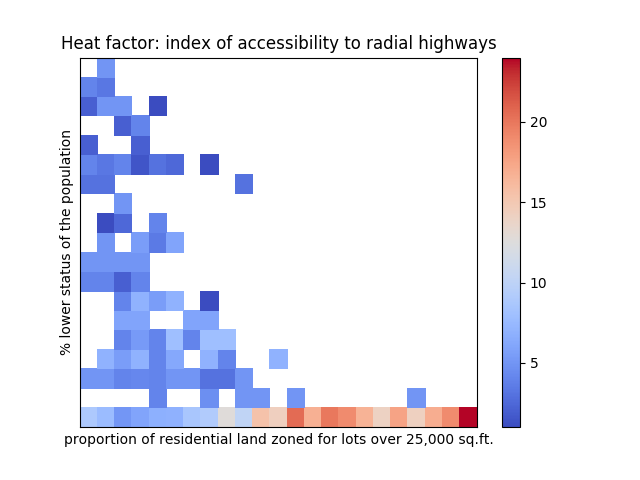 Heat factor: index of accessibility to radial highways
% lower status of the population
20
15
10
5
proportion of residential land zoned for lots over 25,000 sq.ft.